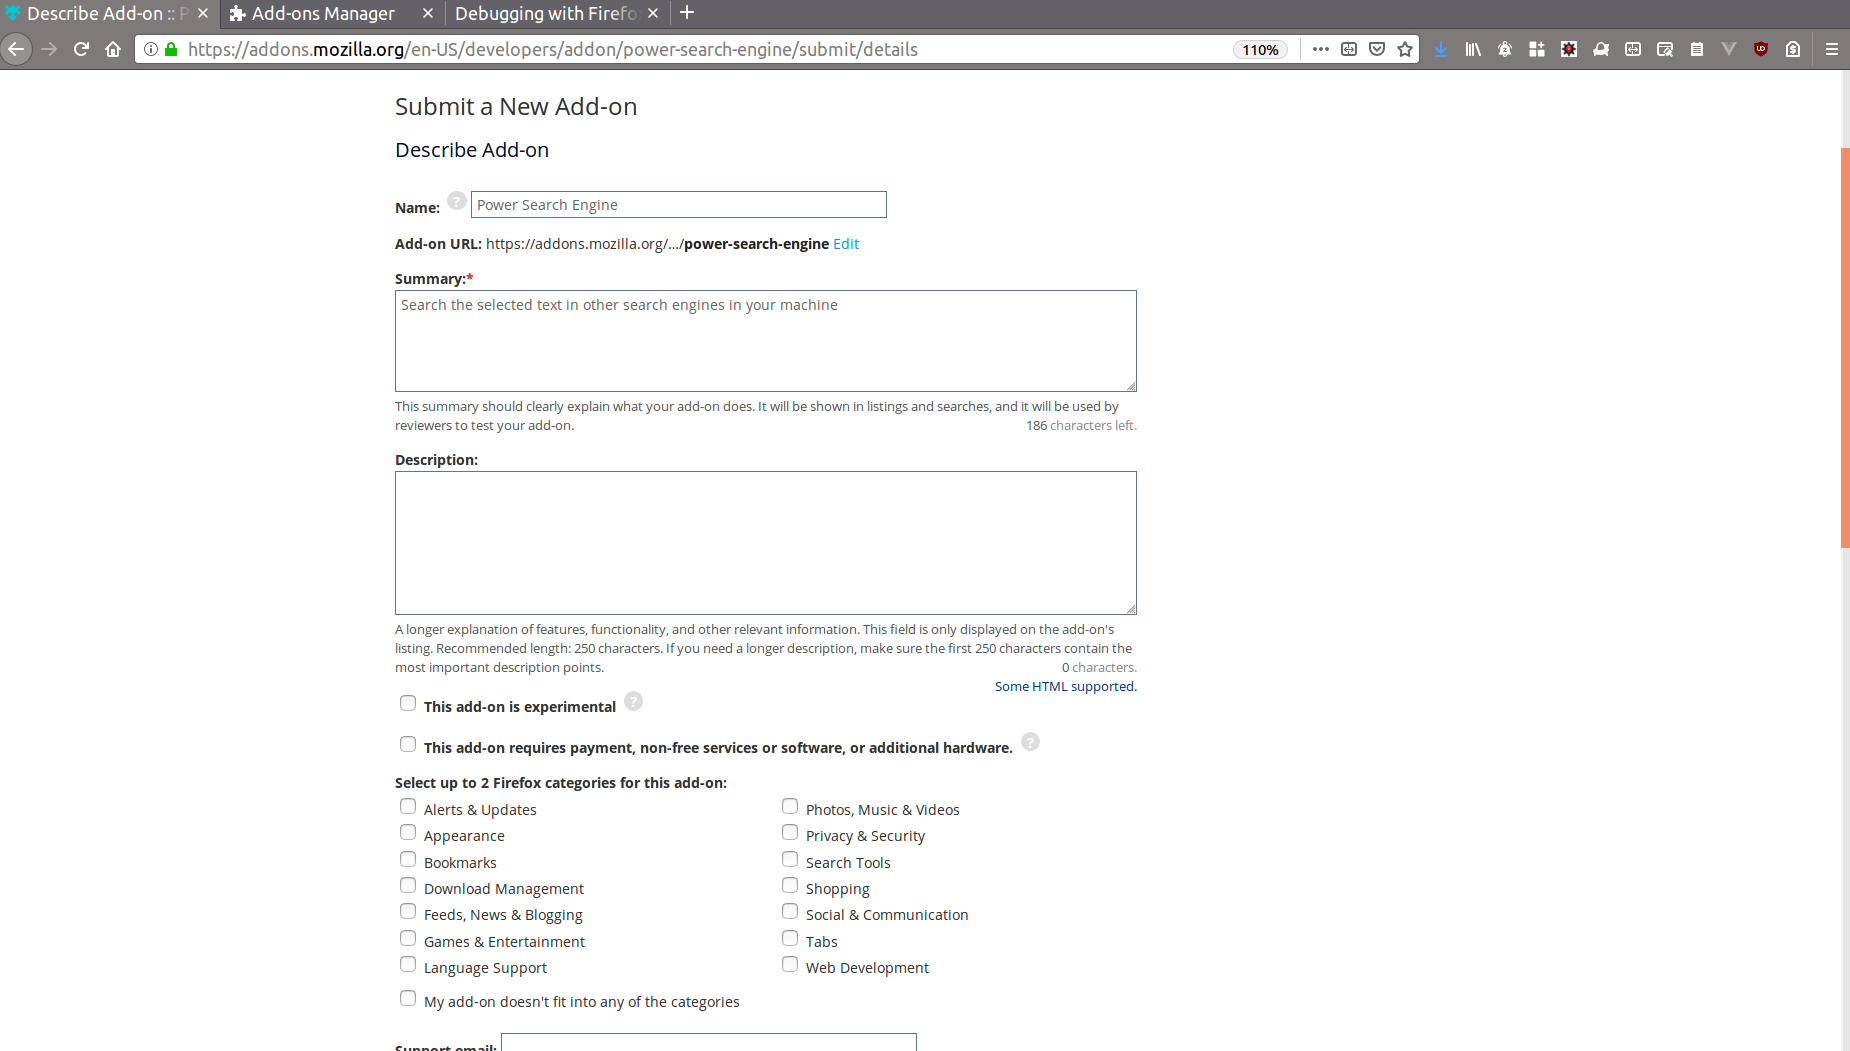 Describe Add-on :: P
Add-ons Manager
Debugging with Firefo
https://addons.mozilla.org/en-US/developers/addon/power-search-engine/submit/details
110%
Submit a New Add-on
Describe Add-on
Name: ? Power Search Engine
Add-on URL: https://addons.mozilla.org/.../power-search-engine Edit
Summary:*
Search the selected text in other search engines in your machine
This summary should clearly explain what your add-on does. It will be shown in listings and searches, and it will be used by
reviewers to test your add-on.
186 characters left.
Description:
A longer explanation of features, functionality, and other relevant information. This field is only displayed on the add-on's
listing. Recommended length: 250 characters. If you need a longer description, make sure the first 250 characters contain the
most important description points.
0 characters.
Some HTML supported.
This add-on is experimental ?
This add-on requires payment, non-free services or software, or additional hardware. ?
Select up to 2 Firefox categories for this add-on:
Alerts & Updates
Appearance
Bookmarks
Download Management
Feeds, News & Blogging
Games & Entertainment
Language Support
Photos, Music & Videos
Privacy & Security
Search Tools
Shopping
Social & Communication
Tabs
Web Development
My add-on doesn't fit into any of the categories
Support email: